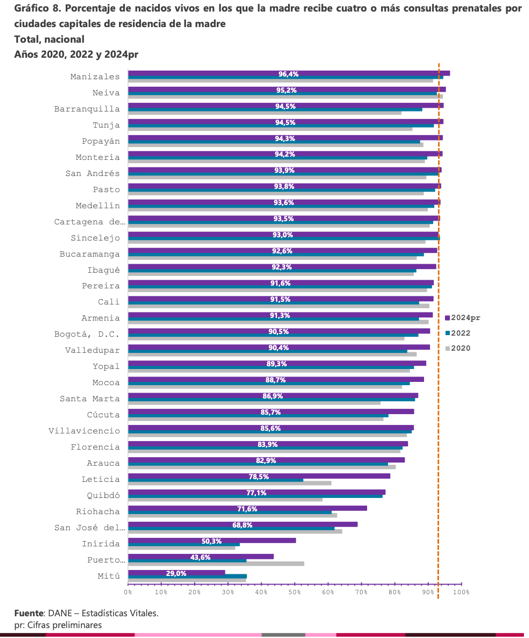 Gráfico 8. Porcentaje de nacidos vivos en los que la madre recibe cuatro o más consultas prenatales por
ciudades capitales de residencia de la madre
Total, nacional
Años 2020, 2022 y 2024pr
Manizales 96,4%
Neiva 95,2%
Barranquilla 94,5%
Tunja 94,5%
Popayán 94,3%
Montería 94,2%
San Andrés 93,9%
Pasto 93,8%
Medellín 93,6%
Cartagena de… 93,5%
Sincelejo 93,0%
Bucaramanga 92,6%
Ibagué 92,3%
Pereira 91,6%
Cali 91,5%
Armenia 91,3%
Bogotá, D.C. 90,5%
Valledupar 90,4%
Yopal 89,3%
Mocoa 88,7%
Santa Marta 86,9%
Cúcuta 85,7%
Villavicencio 85,6%
Florencia 83,9%
Arauca 82,9%
Leticia 78,5%
Quibdó 77,1%
Riohacha 71,6%
San José del… 68,8%
Inírida 50,3%
Puerto… 43,6%
Mitú 29,0%
2024pr
2022
2020
0% 10% 20% 30% 40% 50% 60% 70% 80% 90% 100%
Fuente: DANE – Estadísticas Vitales.
pr: Cifras preliminares